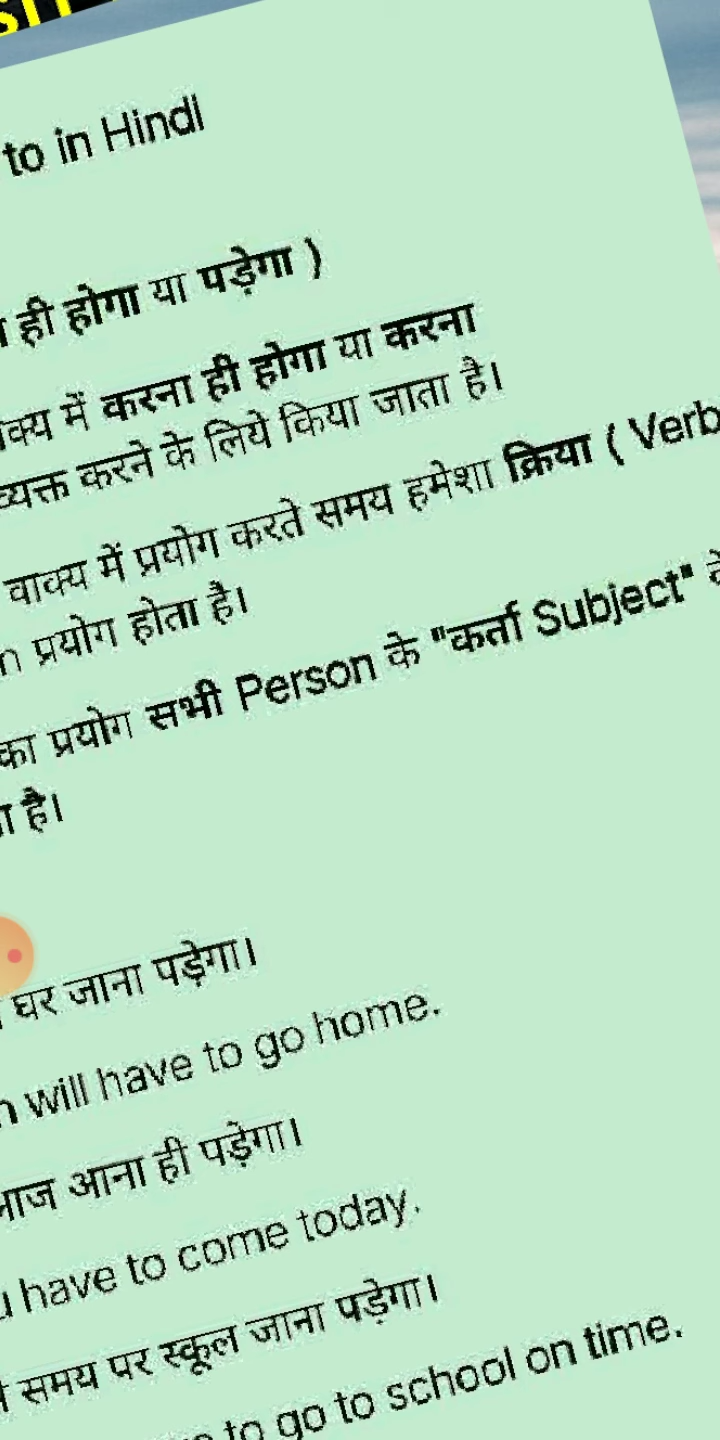 to in Hindi
ही होगा या पड़ेगा )
में करना ही होगा या करना
व्यक्त करने के लिये किया जाता है।
वाक्य में प्रयोग करते समय हमेशा क्रिया ( Verb
प्रयोग होता है।
का प्रयोग सभी Person के "कर्ता Subject"
है।
घर जाना पड़ेगा।
will have to go home.
आज आना ही पड़ेगा।
have to come today.
समय पर स्कूल जाना पड़ेगा।
to go to school on time.